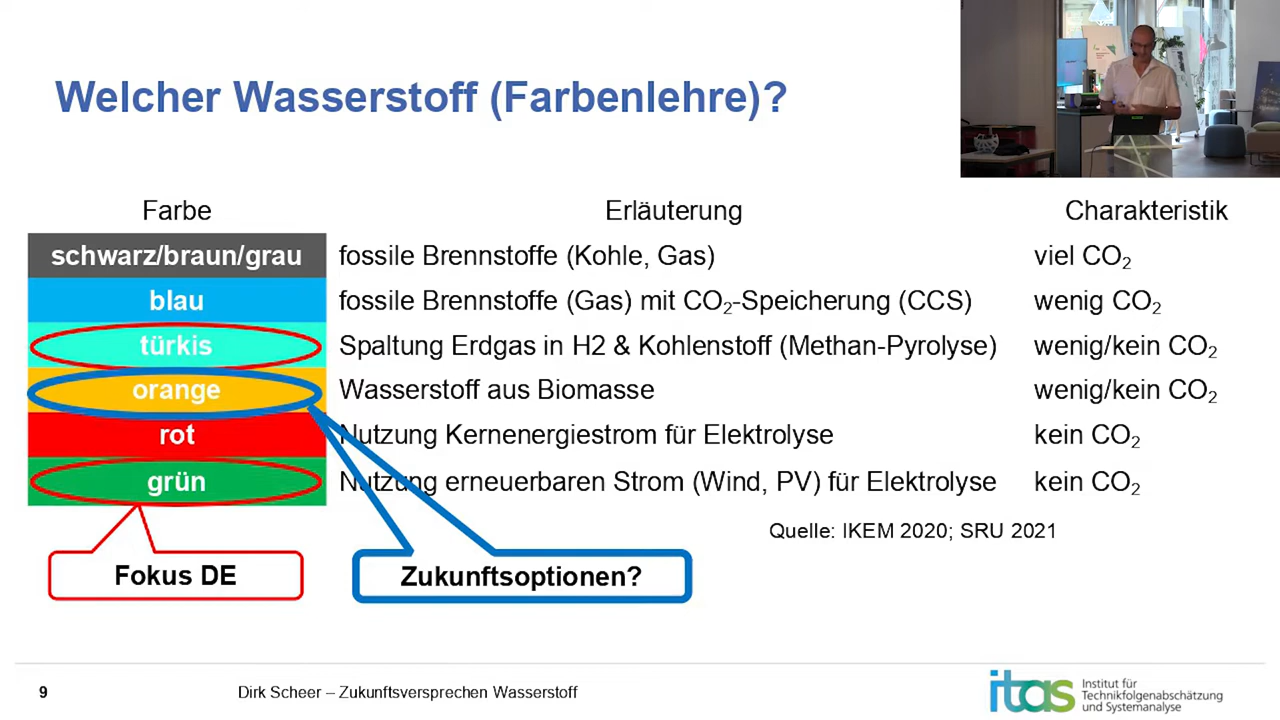 Welcher Wasserstoff (Farbenlehre)?
Farbe Erläuterung Charakteristik
schwarz/braun/grau fossile Brennstoffe (Kohle, Gas) viel CO₂
blau fossile Brennstoffe (Gas) mit CO₂-Speicherung (CCS) wenig CO₂
türkis Spaltung Erdgas in H2 & Kohlenstoff (Methan-Pyrolyse) wenig/kein CO₂
orange Wasserstoff aus Biomasse wenig/kein CO₂
rot Nutzung Kernenergiestrom für Elektrolyse kein CO₂
grün Nutzung erneuerbaren Strom (Wind, PV) für Elektrolyse kein CO₂
Quelle: IKEM 2020; SRU 2021
Fokus DE
Zukunftsoptionen?
9 Dirk Scheer – Zukunftsversprechen Wasserstoff
itas
Institut für
Technikfolgenabschätzung
und Systemanalyse